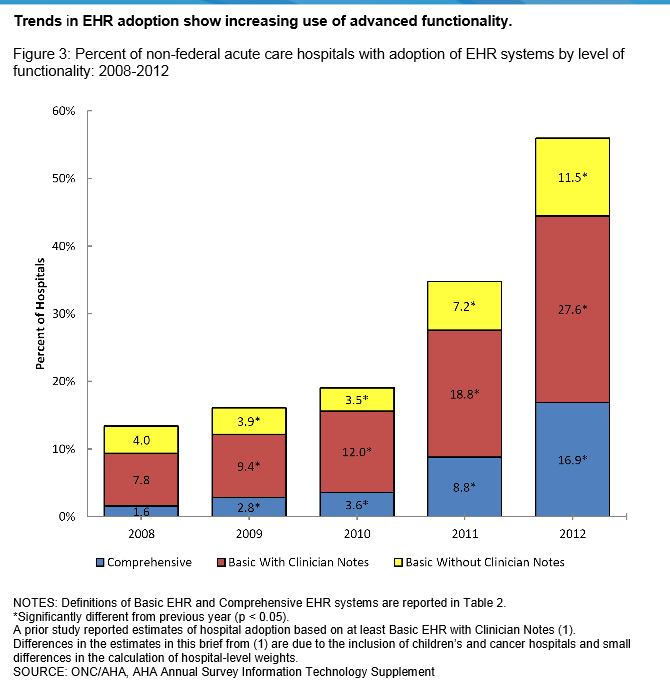 Trends in EHR adoption show increasing use of advanced functionality.
Figure 3: Percent of non-federal acute care hospitals with adoption of EHR systems by level of
functionality: 2008-2012
60%
50%
40%
30%
20%
10%
0%
Percent of Hospitals
4.0
7.8
1.6
3.9*
9.4*
2.8*
3.5*
12.0*
3.6*
7.2*
18.8*
8.8*
11.5*
27.6*
16.9*
2008 2009 2010 2011 2012
Comprehensive Basic With Clinician Notes Basic Without Clinician Notes
NOTES: Definitions of Basic EHR and Comprehensive EHR systems are reported in Table 2.
*Significantly different from previous year (p < 0.05).
A prior study reported estimates of hospital adoption based on at least Basic EHR with Clinician Notes (1).
Differences in the estimates in this brief from (1) are due to the inclusion of children's and cancer hospitals and small
differences in the calculation of hospital-level weights.
SOURCE: ONC/AHA, AHA Annual Survey Information Technology Supplement